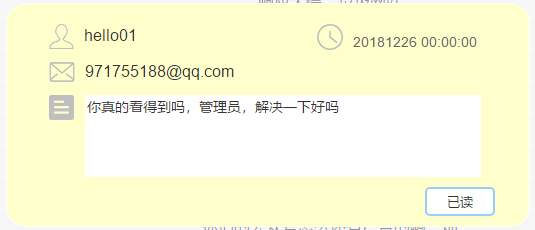 hello01
20181226 00:00:00
971755188@qq.com
你真的看得到吗，管理员，解决一下好吗
已读